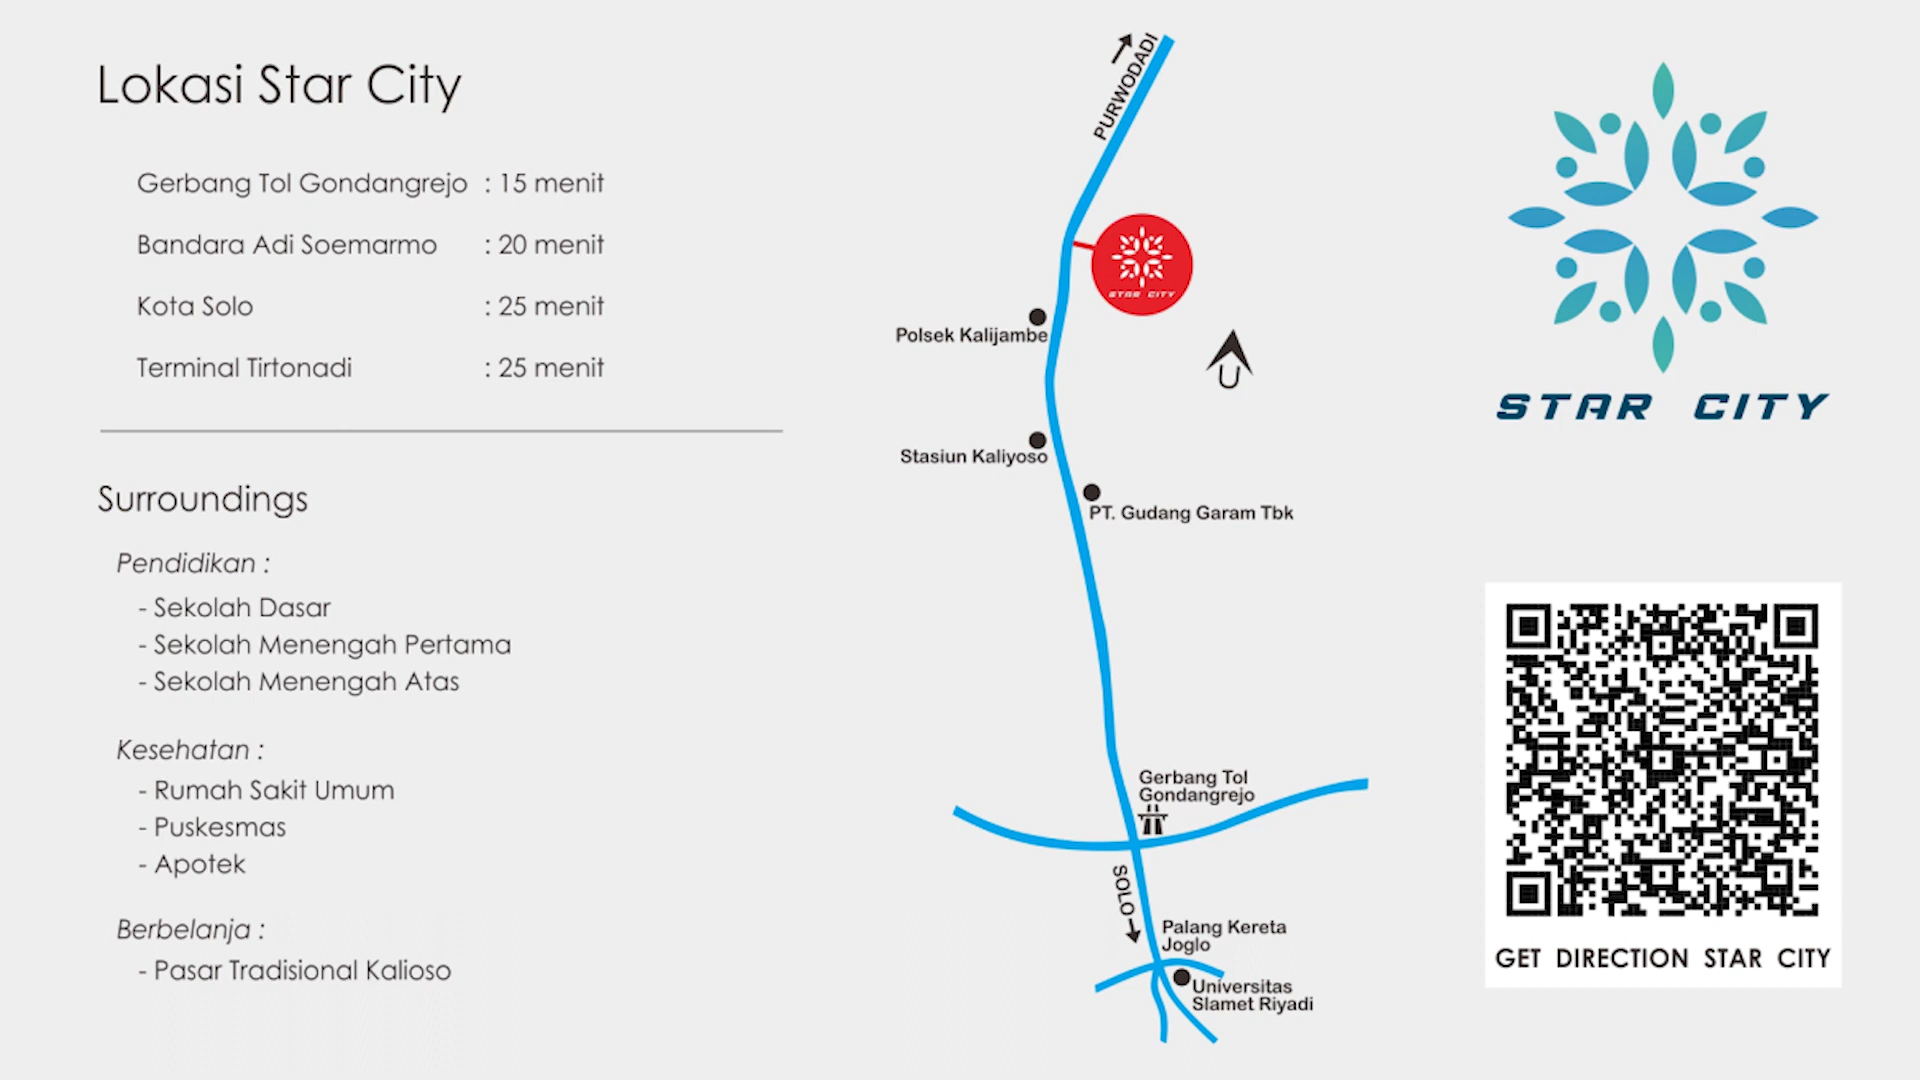 Lokasi Star City
Gerbang Tol Gondangrejo : 15 menit
Bandara Adi Soemarmo : 20 menit
Kota Solo : 25 menit
Terminal Tirtonadi : 25 menit
Surroundings
Pendidikan :
- Sekolah Dasar
- Sekolah Menengah Pertama
- Sekolah Menengah Atas
Kesehatan :
- Rumah Sakit Umum
- Puskesmas
- Apotek
Berbelanja :
- Pasar Tradisional Kalioso
PURWODADI
STAR CITY
Polsek Kalijambe
U
Stasiun Kaliyoso
PT. Gudang Garam Tbk
Gerbang Tol
Gondangrejo
SOLO
Palang Kereta
Joglo
Universitas
Slamet Riyadi
STAR CITY
GET DIRECTION STAR CITY